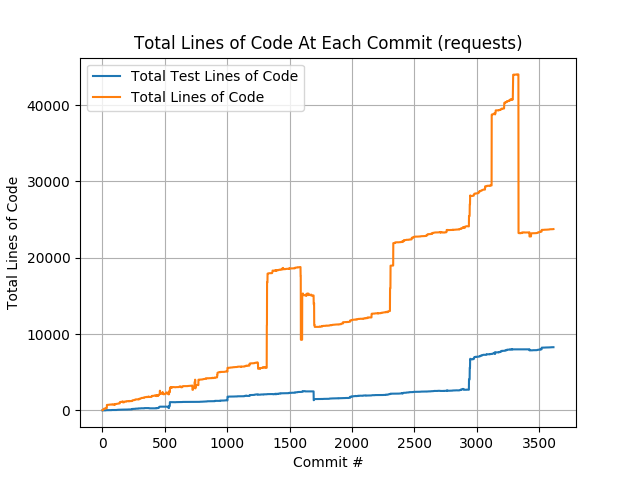 Total Lines of Code At Each Commit (requests)
Total Test Lines of Code
Total Lines of Code
Total Lines of Code
40000
30000
20000
10000
0
0 500 1000 1500 2000 2500 3000 3500
Commit #